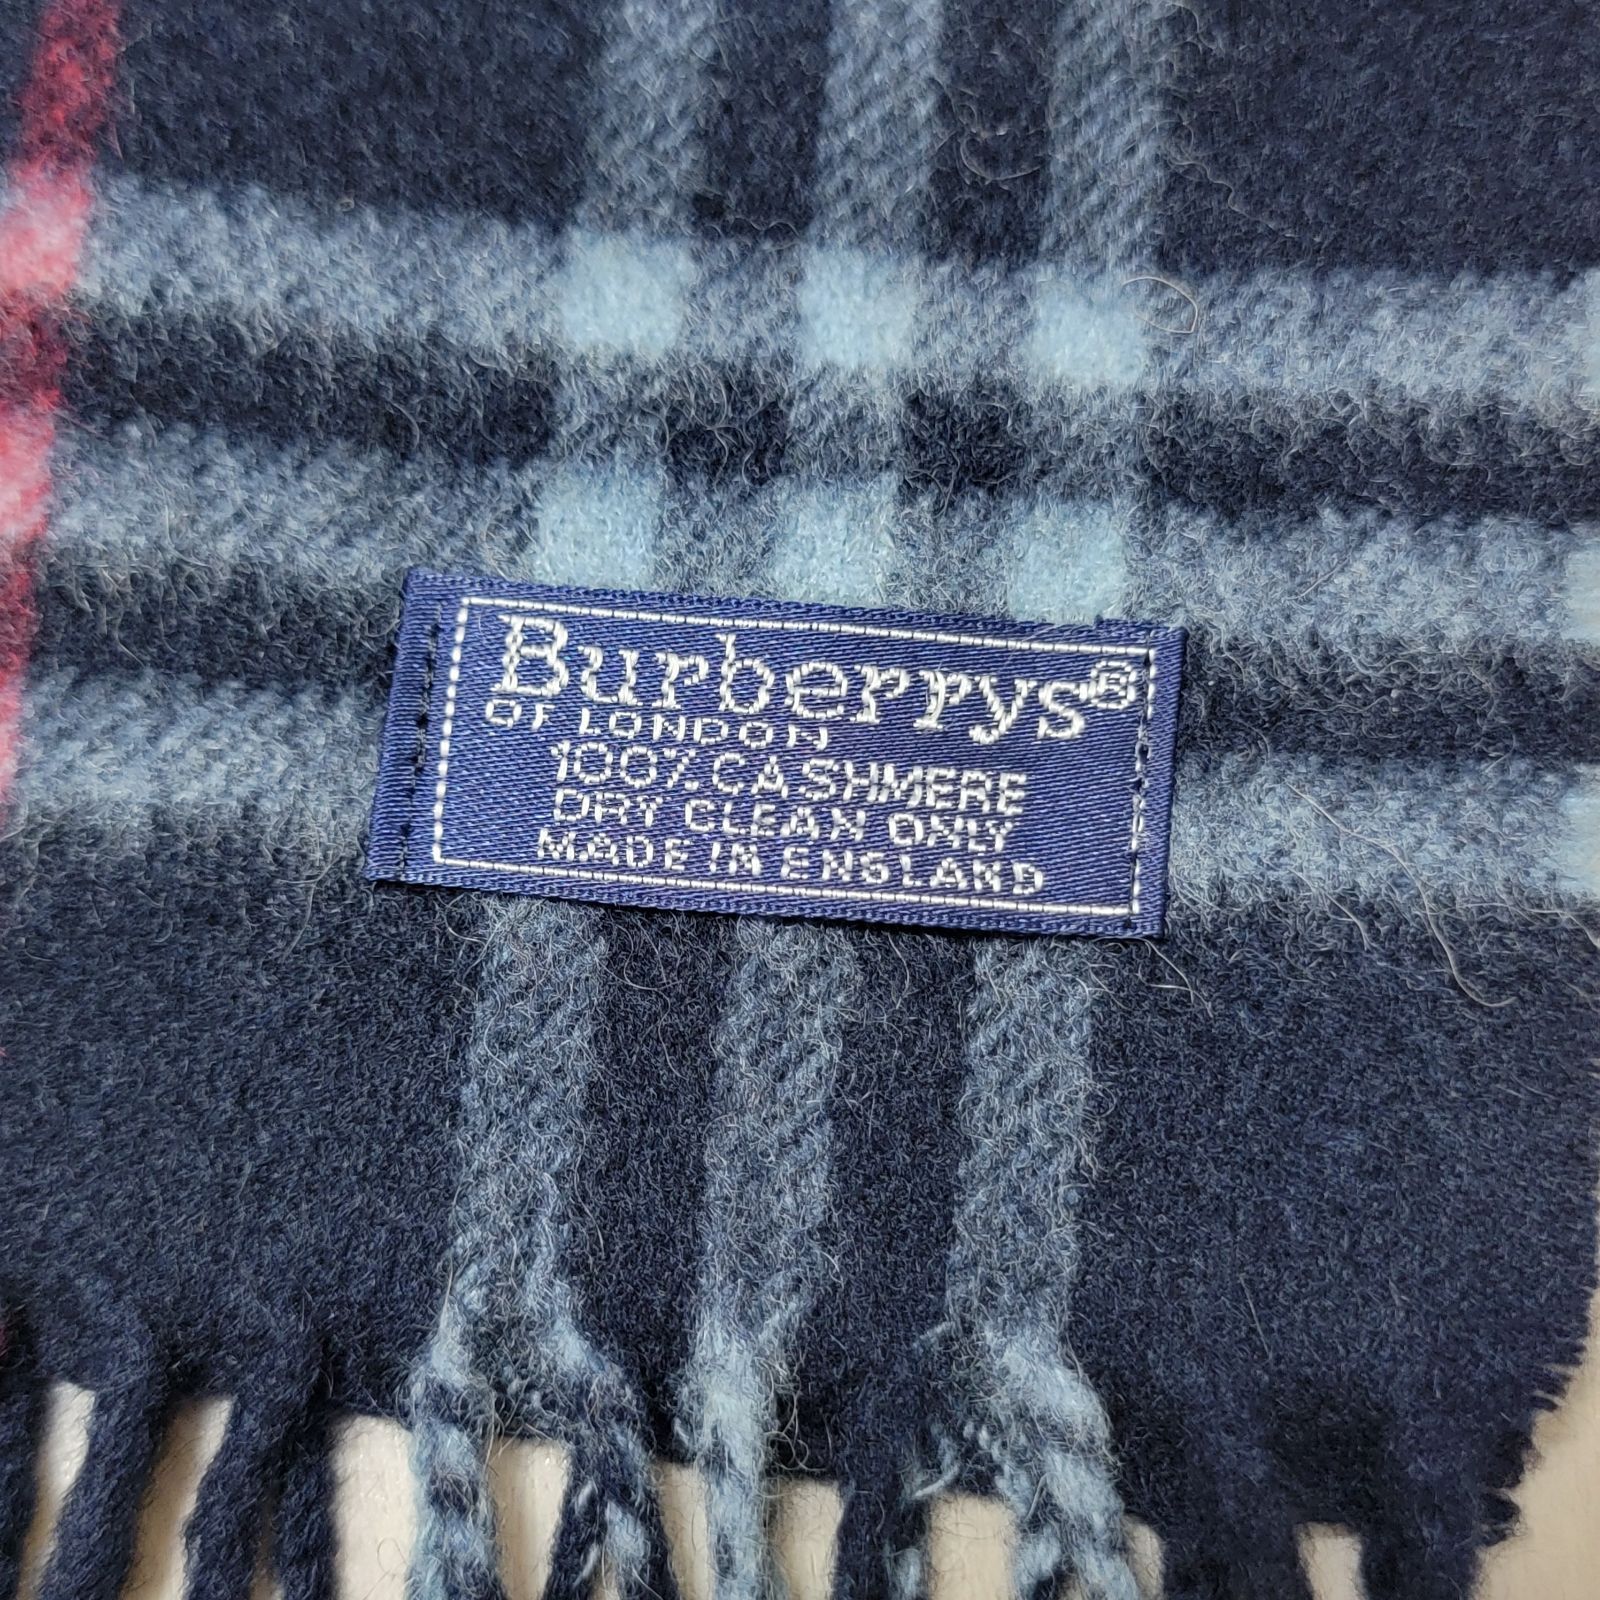 Burberrys®
OF LONDON
100% CASHMERE
DRY CLEAN ONLY
MADE IN ENGLAND